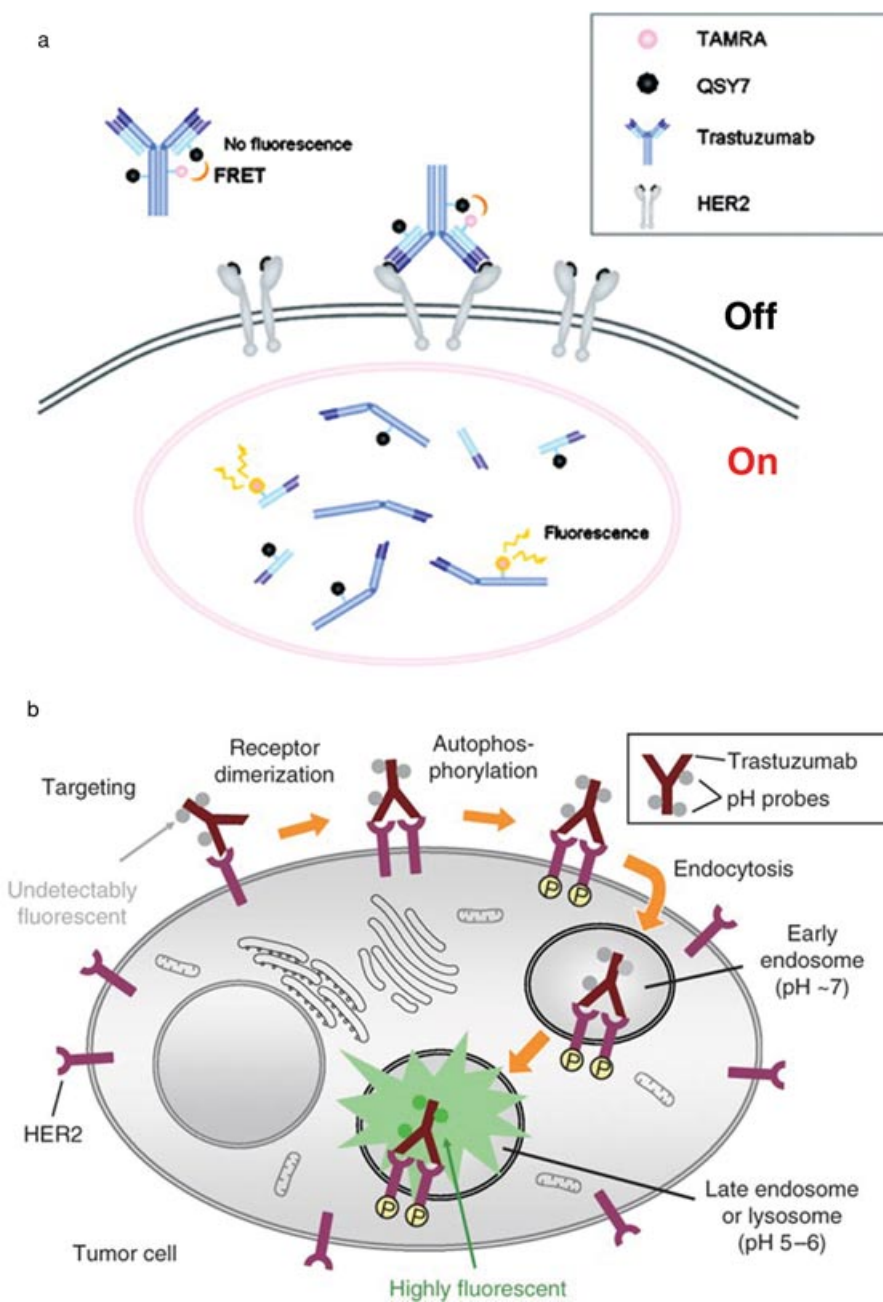 a
TAMRA
QSY7
Trastuzumab
HER2
No fluorescence
FRET
Off
On
Fluorescence
b
Targeting
Receptor
dimerization
Autophos-
phorylation
Trastuzumab
pH probes
Undetectably
fluorescent
Endocytosis
P
P
Early
endosome
(pH ~7)
P
P
HER2
P
P
Late endosome
or lysosome
(pH 5–6)
Tumor cell
Highly fluorescent